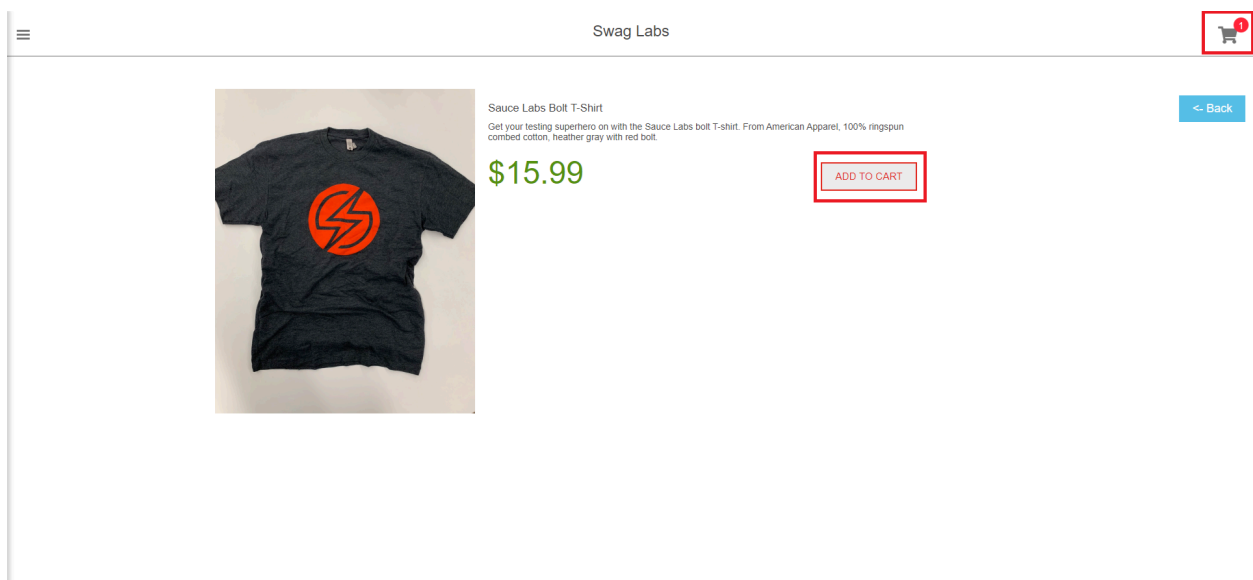 Swag Labs
1
Sauce Labs Bolt T-Shirt
<- Back
Get your testing superhero on with the Sauce Labs bolt T-shirt. From American Apparel, 100% ringspun
combed cotton, heather gray with red bolt.
$15.99
ADD TO CART